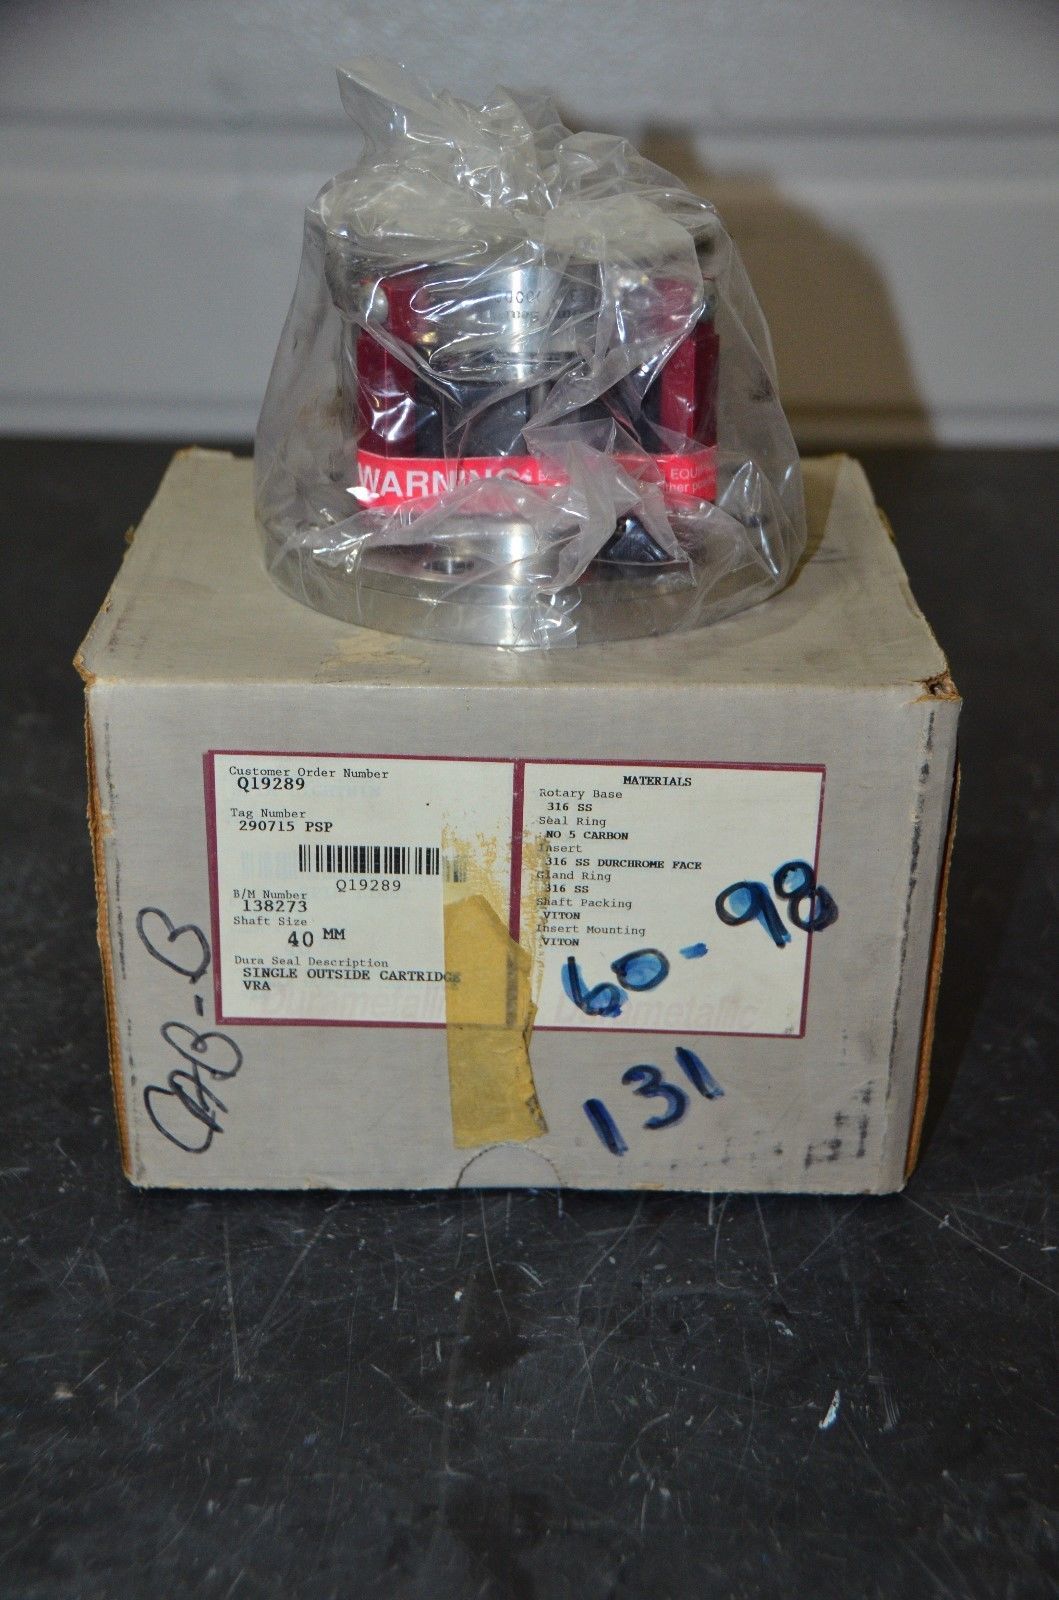 WARNING
EQU
Customer Order Number
Q19289
Tag Number
290715 PSP
Q19289
B/M Number
138273
Shaft Size
40 MM
Dura Seal Description
SINGLE OUTSIDE CARTRIDGE
VRA
Durametallic
MATERIALS
Rotary Base
316 SS
Seal Ring
NO 5 CARBON
Insert
316 SS DURCHROME FACE
Gland Ring
316 SS
Shaft Packing
VITON
Insert Mounting
VITON
Durametallic
60-98
131